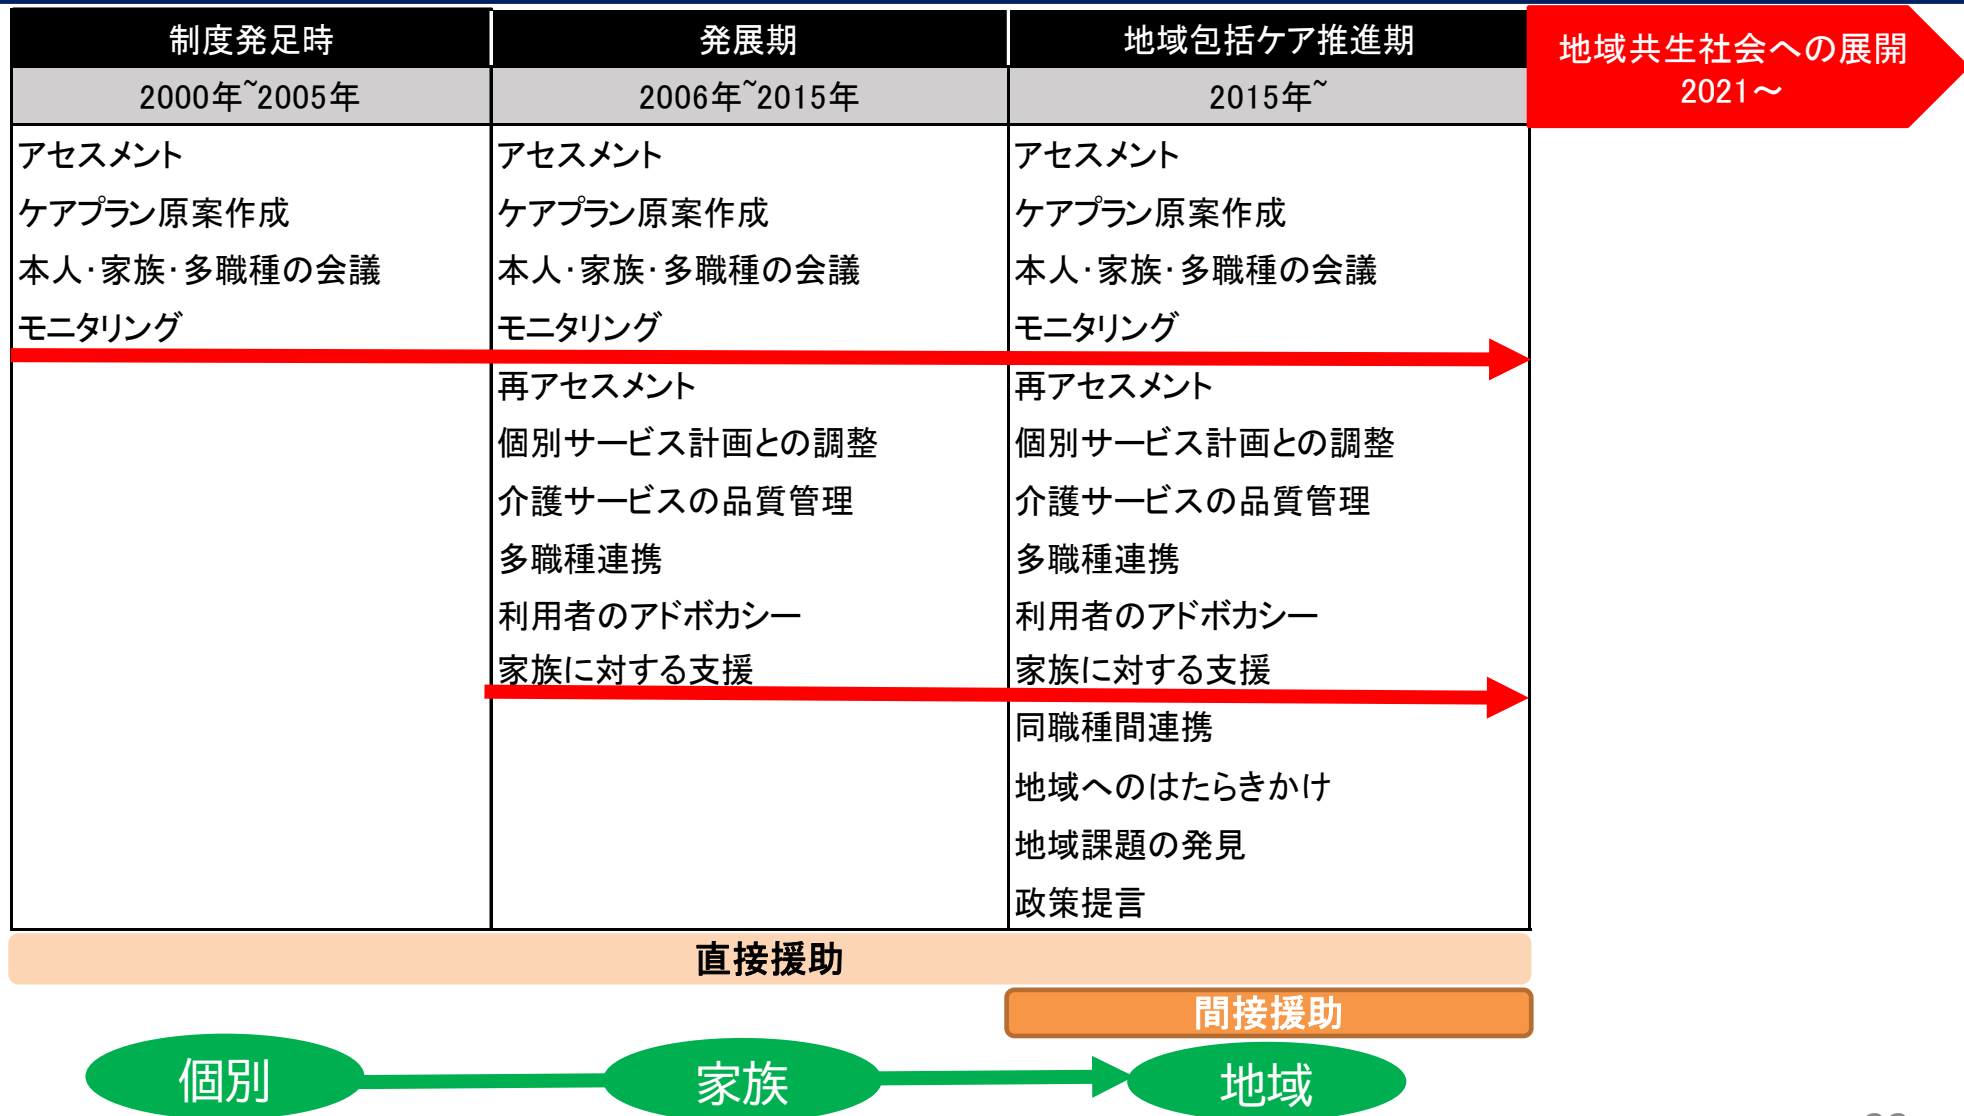 制度発足時
発展期
地域包括ケア推進期
地域共生社会への展開
2021～
2000年~2005年
2006年~2015年
2015年~
アセスメント
ケアプラン原案作成
本人・家族・多職種の会議
モニタリング
アセスメント
ケアプラン原案作成
本人・家族・多職種の会議
モニタリング
再アセスメント
個別サービス計画との調整
介護サービスの品質管理
多職種連携
利用者のアドボカシー
家族に対する支援
アセスメント
ケアプラン原案作成
本人・家族・多職種の会議
モニタリング
再アセスメント
個別サービス計画との調整
介護サービスの品質管理
多職種連携
利用者のアドボカシー
家族に対する支援
同職種間連携
地域へのはたらきかけ
地域課題の発見
政策提言
直接援助
間接援助
個別
家族
地域